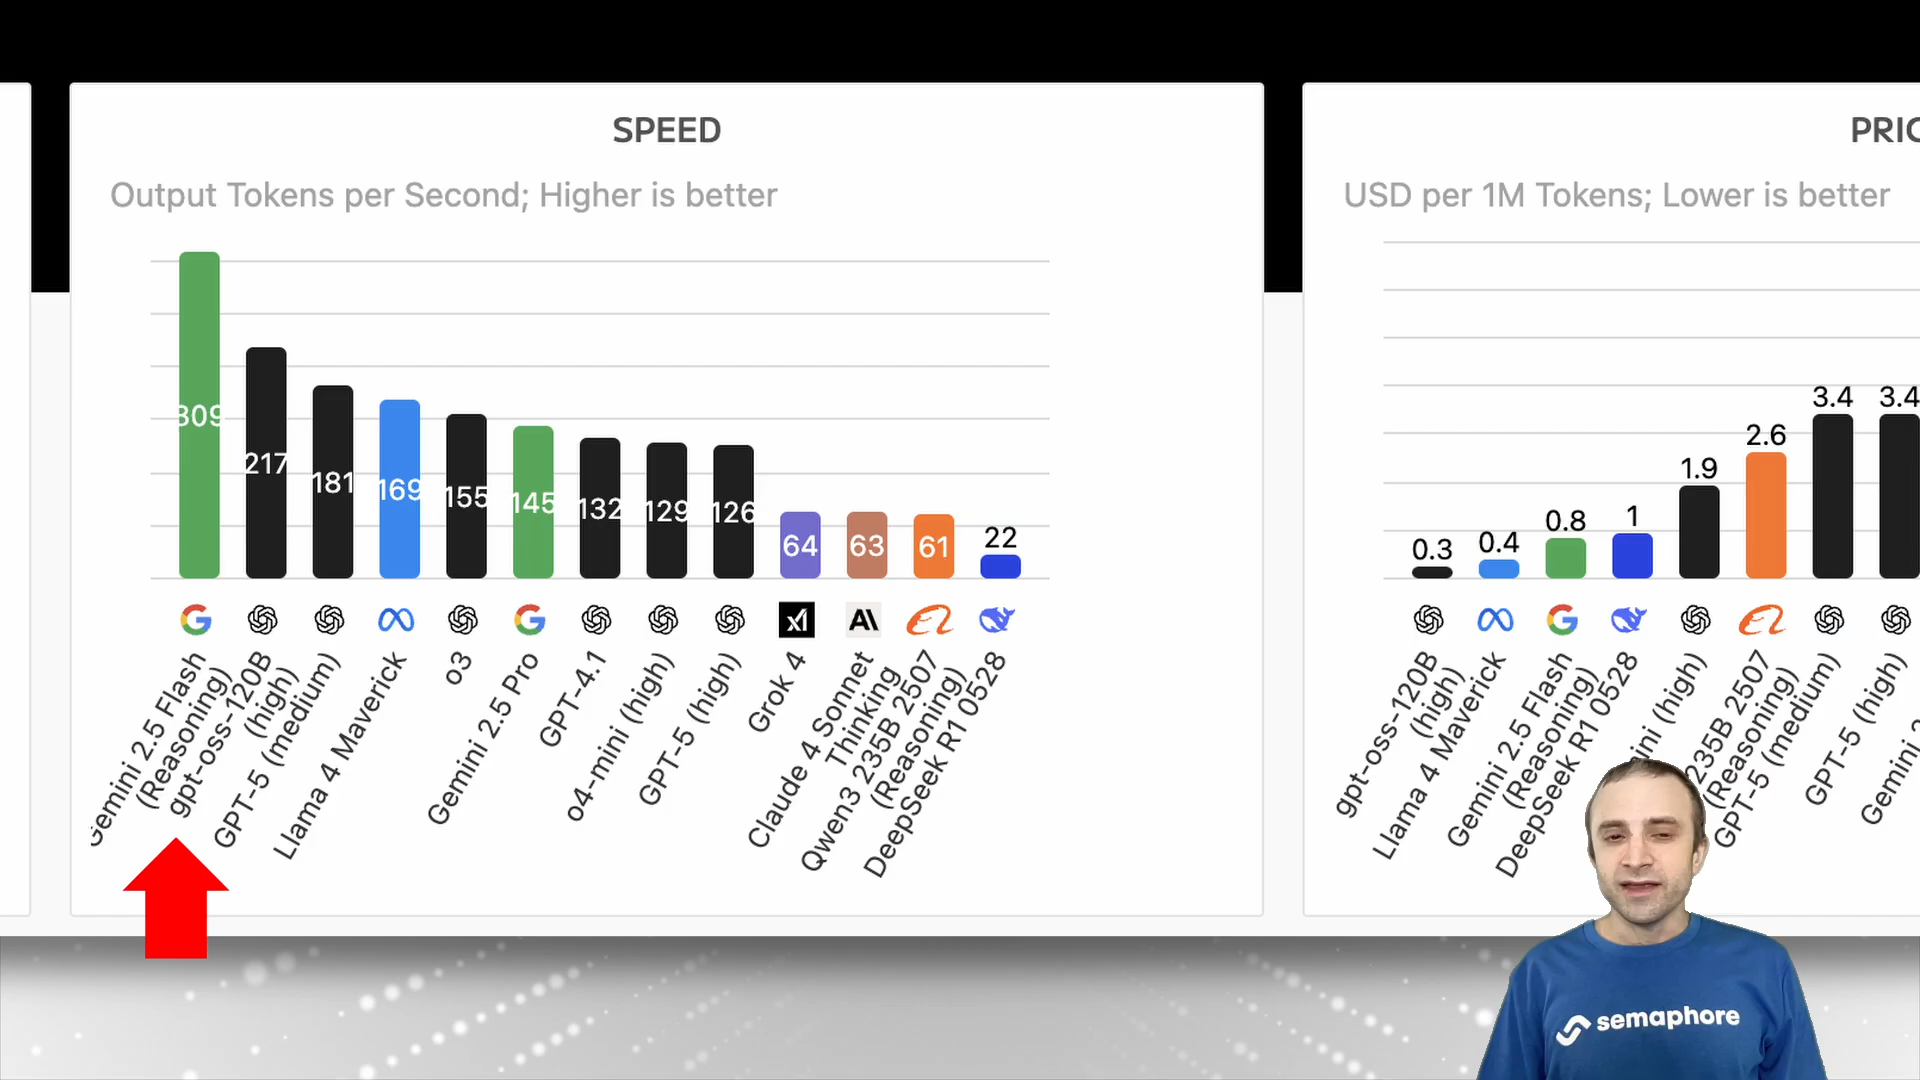 SPEED
Output Tokens per Second; Higher is better
309
217
181
169
155
145
132
129
126
64
63
61
22
Gemini 2.5 Flash
(Reasoning)
gpt-oss-120B
(high)
GPT-5 (medium)
Llama 4 Maverick
o3
Gemini 2.5 Pro
GPT-4.1
o4-mini (high)
GPT-5 (high)
Grok 4
Claude 4 Sonnet
Thinking
Qwen3 235B 2507
(Reasoning)
DeepSeek R1 0528
PRIC
USD per 1M Tokens; Lower is better
0.3
0.4
0.8
1
1.9
2.6
3.4
3.4
gpt-oss-120B
(high)
Llama 4 Maverick
Gemini 2.5 Flash
(Reasoning)
DeepSeek R1 0528
mini (high)
235B 2507
(Reasoning)
GPT-5 (medium)
GPT-5 (high)
Gemini 2
semaphore